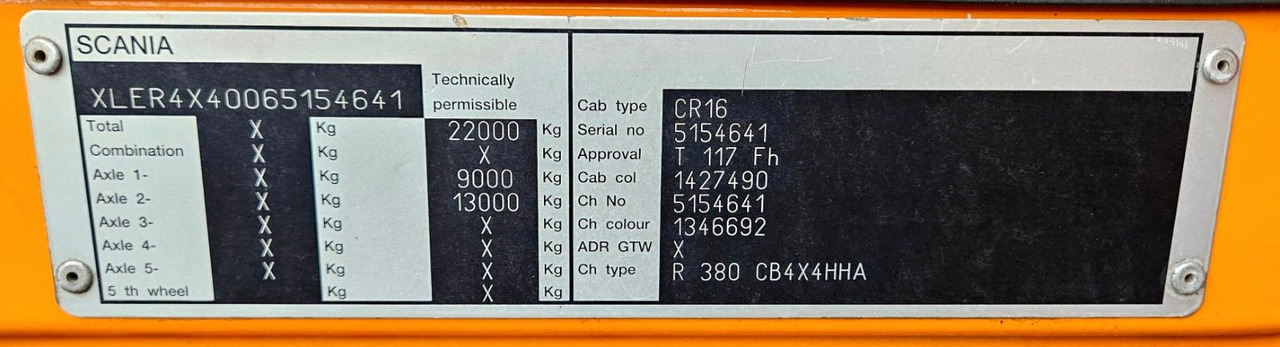 SCANIA
XLER4X40065154641
Technically
permissible
Total X Kg 22000 Kg
Combination X Kg X Kg
Axle 1- X Kg 9000 Kg
Axle 2- X Kg 13000 Kg
Axle 3- X Kg X Kg
Axle 4- X Kg X Kg
Axle 5- X Kg X Kg
5 th wheel Kg X Kg
Cab type CR16
Serial no 5154641
Approval T 117 Fh
Cab col 1427490
Ch No 5154641
Ch colour 1346692
ADR GTW X
Ch type R 380 CB4X4HHA